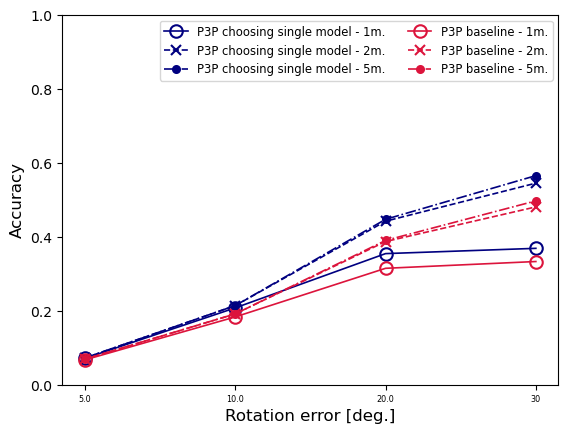 1.0
0.8
0.6
0.4
0.2
0.0
Accuracy
P3P choosing single model - 1m.
P3P choosing single model - 2m.
P3P choosing single model - 5m.
P3P baseline - 1m.
P3P baseline - 2m.
P3P baseline - 5m.
5.0 10.0 20.0 30
Rotation error [deg.]